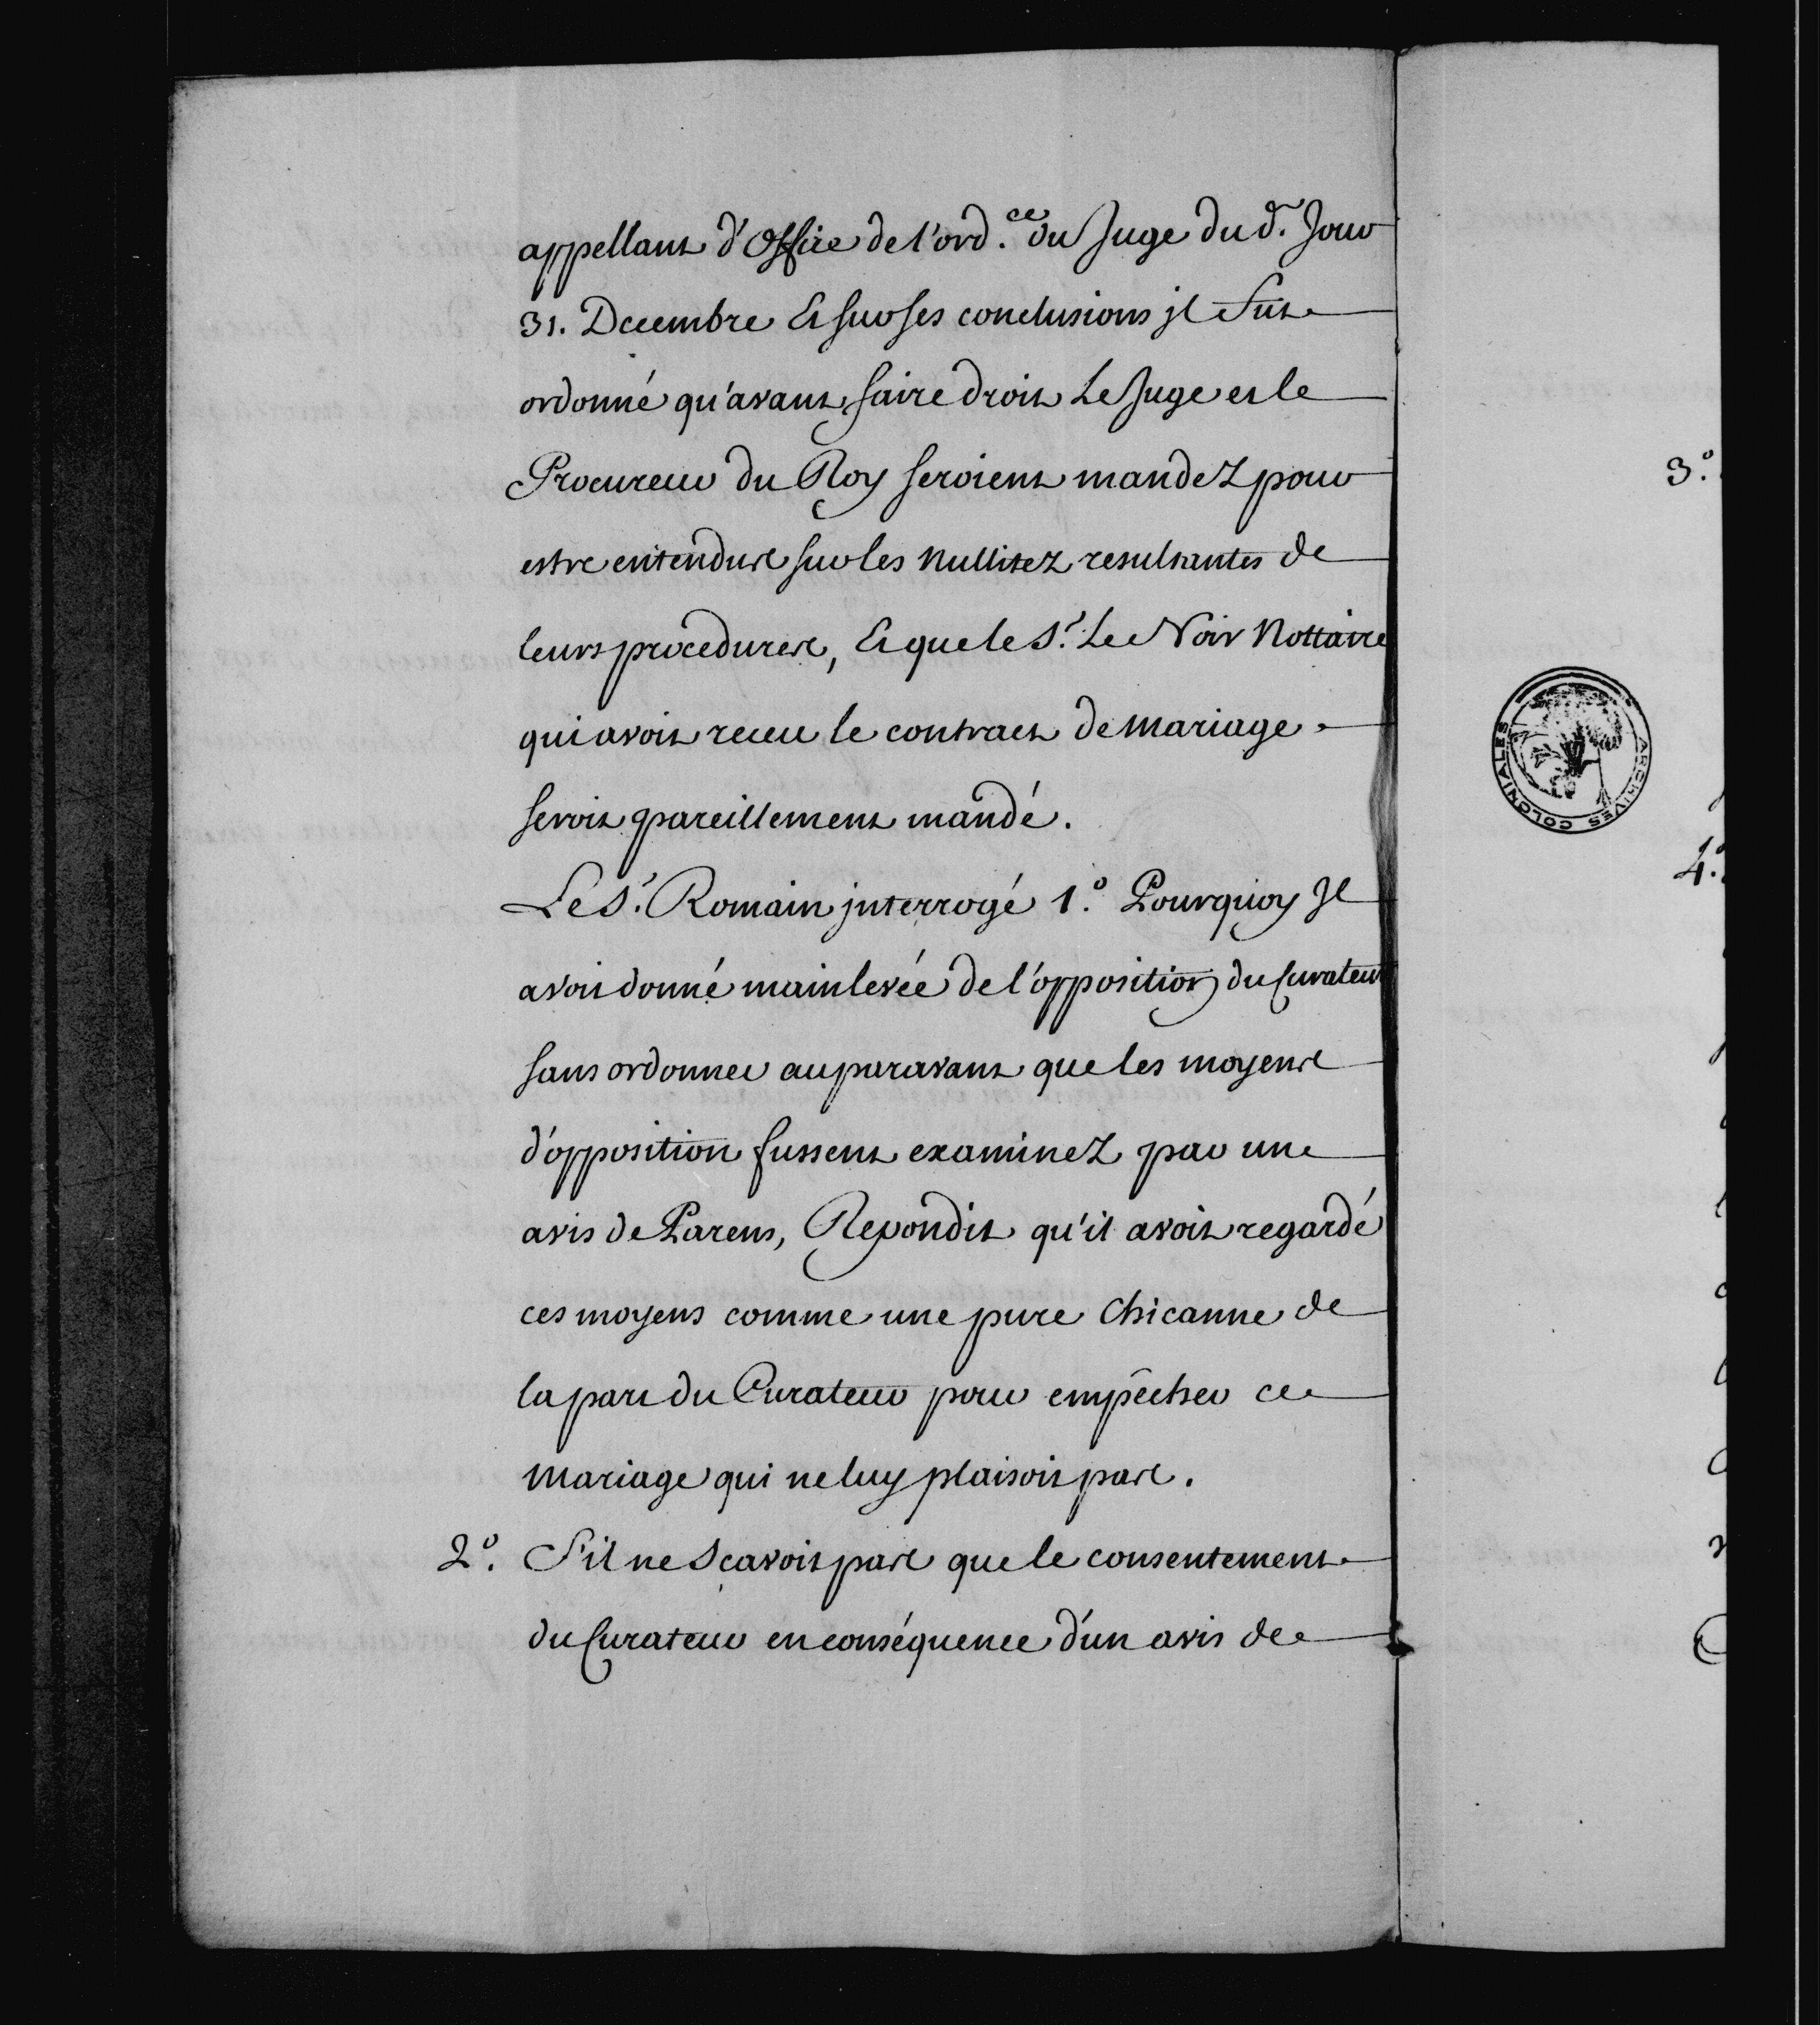 appellant d'Office de l'ord.ce du Juge du d. Jour
31. Decembre Et sur ses conclusions jl fut
ordonné qu'avant faire droit Le Juge et le
Procureur du Roy seroient mandez pour
estre entendus sur les Nullitez resultantes de
leurs procedures, Et que le S.r Le Noir Nottaire
qui avoit receu le contract de Mariage
seroit pareillement mandé.
Le S.r Romain jnterrogé 1.o Pourquoy Jl
avoit donné mainlevée de l'opposition du Curateur
sans ordonner auparavant que les moyens
d'opposition fussent examinez par une
avis de Parens, Repondit qu'il avoit regardé
ces moyens comme une pure Chicanne de
la part du Curateur pour empêcher ce
Mariage qui ne luy plaisoit pas.
2.o S'il ne Sçavoit pas que le consentement
du Curateur en conséquence d'un avis de
3.o
ARCHIVES COLONIALES
4.o